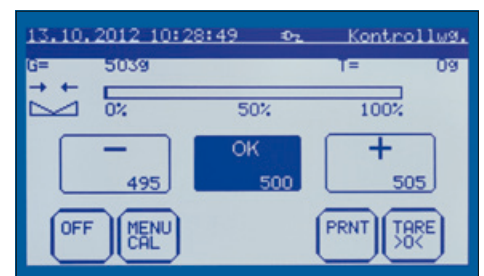 13.10.2012 10:28:49 Kontrollwg.
G= 503g T= 0g
0% 50% 100%
− OK +
495 500 505
OFF MENU CAL PRNT TARE >0<